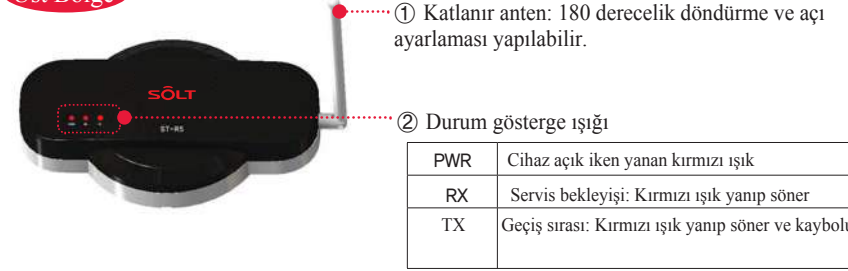 Üst Bölge
① Katlanır anten: 180 derecelik döndürme ve açı
ayarlaması yapılabilir.
SÔLT
ST-R5
② Durum gösterge ışığı
PWR Cihaz açık iken yanan kırmızı ışık
RX Servis bekleyişi: Kırmızı ışık yanıp söner
TX Geçiş sırası: Kırmızı ışık yanıp söner ve kaybolu